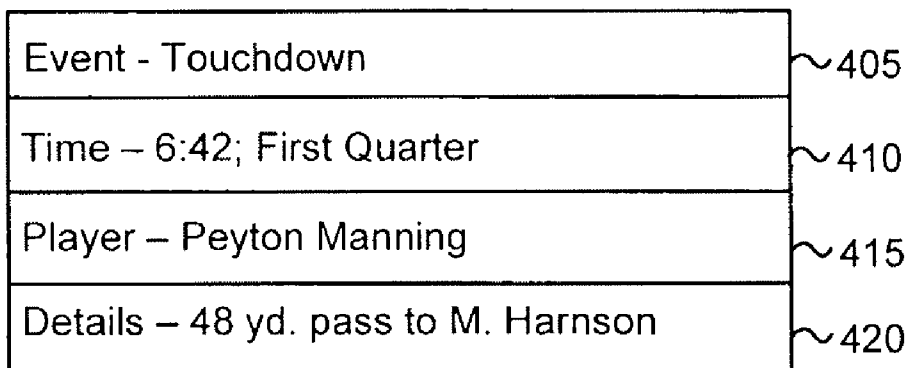 Event - Touchdown 405
Time – 6:42; First Quarter 410
Player – Peyton Manning 415
Details – 48 yd. pass to M. Harnson 420